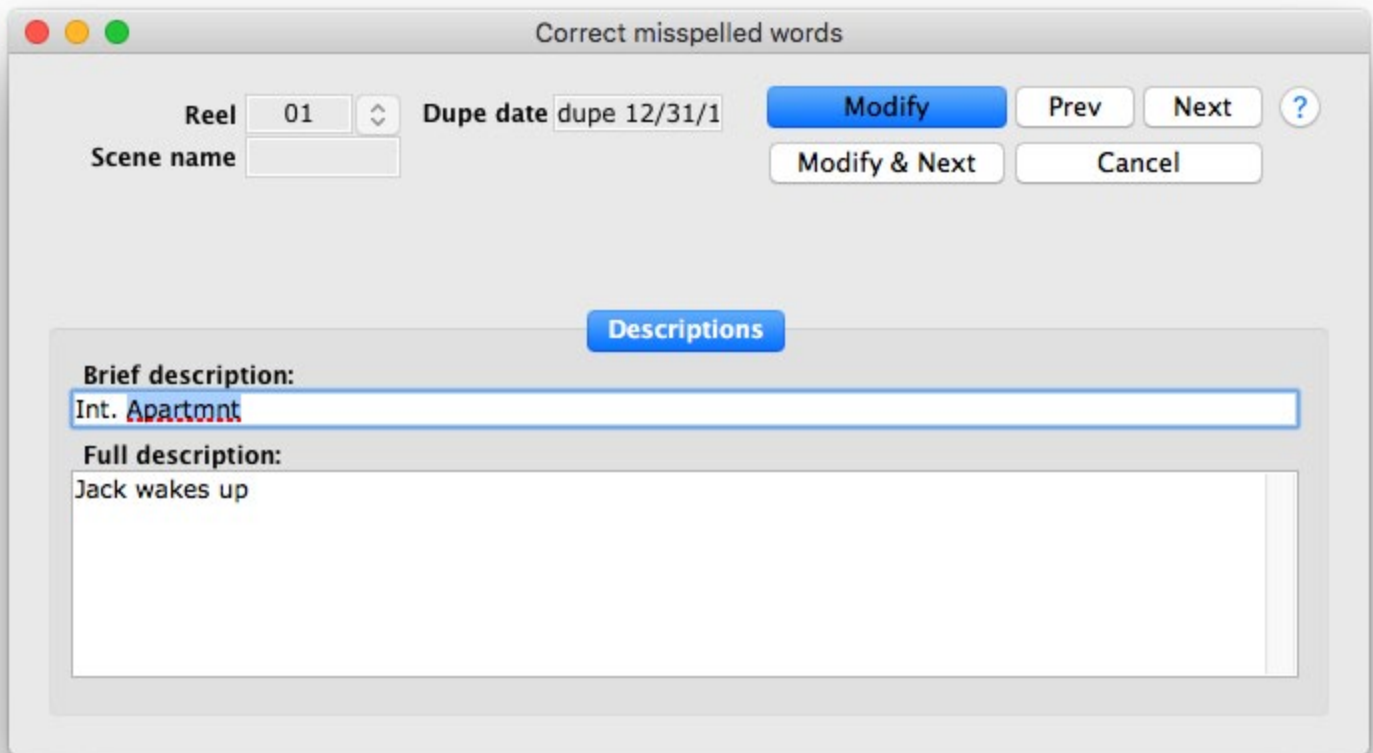 Correct misspelled words
Reel 01 Dupe date dupe 12/31/1 Modify Prev Next ?
Scene name Modify & Next Cancel
Descriptions
Brief description:
Int. Apartmnt
Full description:
Jack wakes up